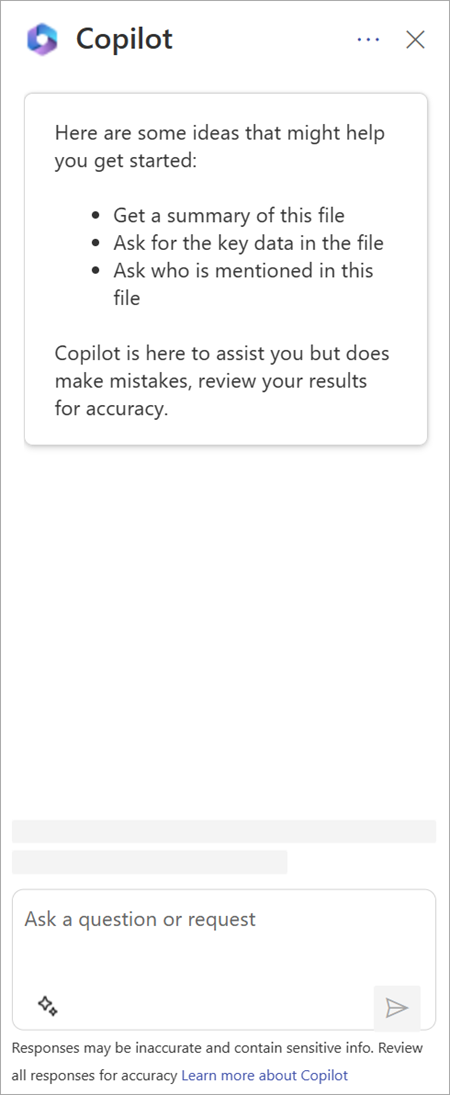 Copilot
Here are some ideas that might help
you get started:
• Get a summary of this file
• Ask for the key data in the file
• Ask who is mentioned in this
file
Copilot is here to assist you but does
make mistakes, review your results
for accuracy.
Ask a question or request
Responses may be inaccurate and contain sensitive info. Review
all responses for accuracy Learn more about Copilot